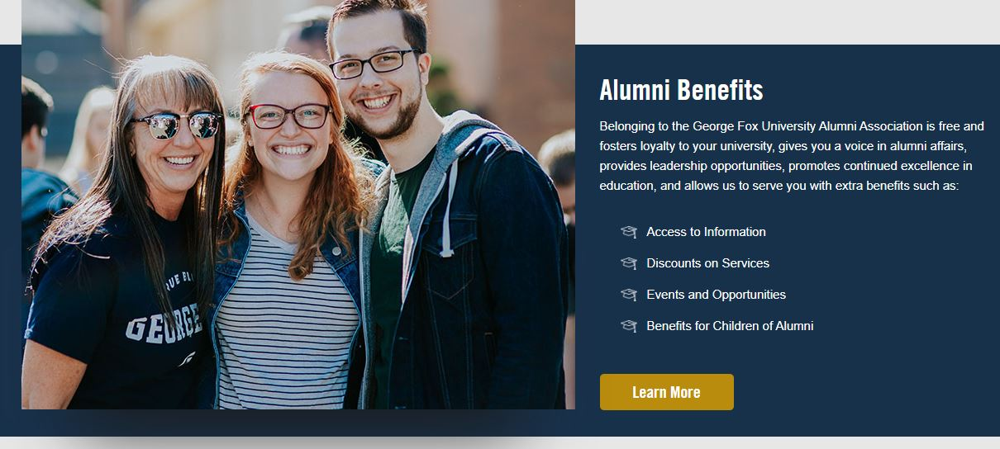 Alumni Benefits
Belonging to the George Fox University Alumni Association is free and
fosters loyalty to your university, gives you a voice in alumni affairs,
provides leadership opportunities, promotes continued excellence in
education, and allows us to serve you with extra benefits such as:
Access to Information
Discounts on Services
Events and Opportunities
Benefits for Children of Alumni
Learn More
GEORGE